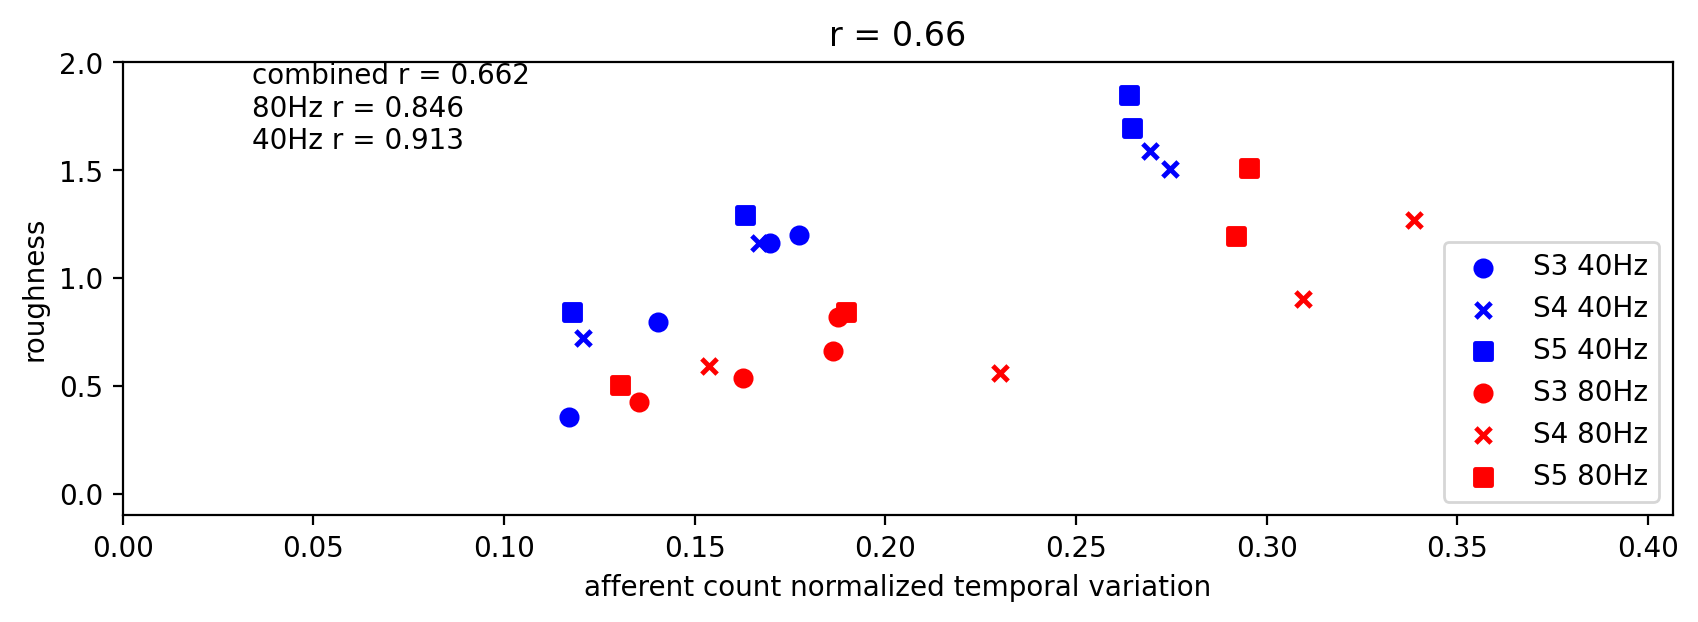 r = 0.66
combined r = 0.662
80Hz r = 0.846
40Hz r = 0.913
2.0
1.5
1.0
0.5
0.0
roughness
S3 40Hz
S4 40Hz
S5 40Hz
S3 80Hz
S4 80Hz
S5 80Hz
0.00 0.05 0.10 0.15 0.20 0.25 0.30 0.35 0.40
afferent count normalized temporal variation